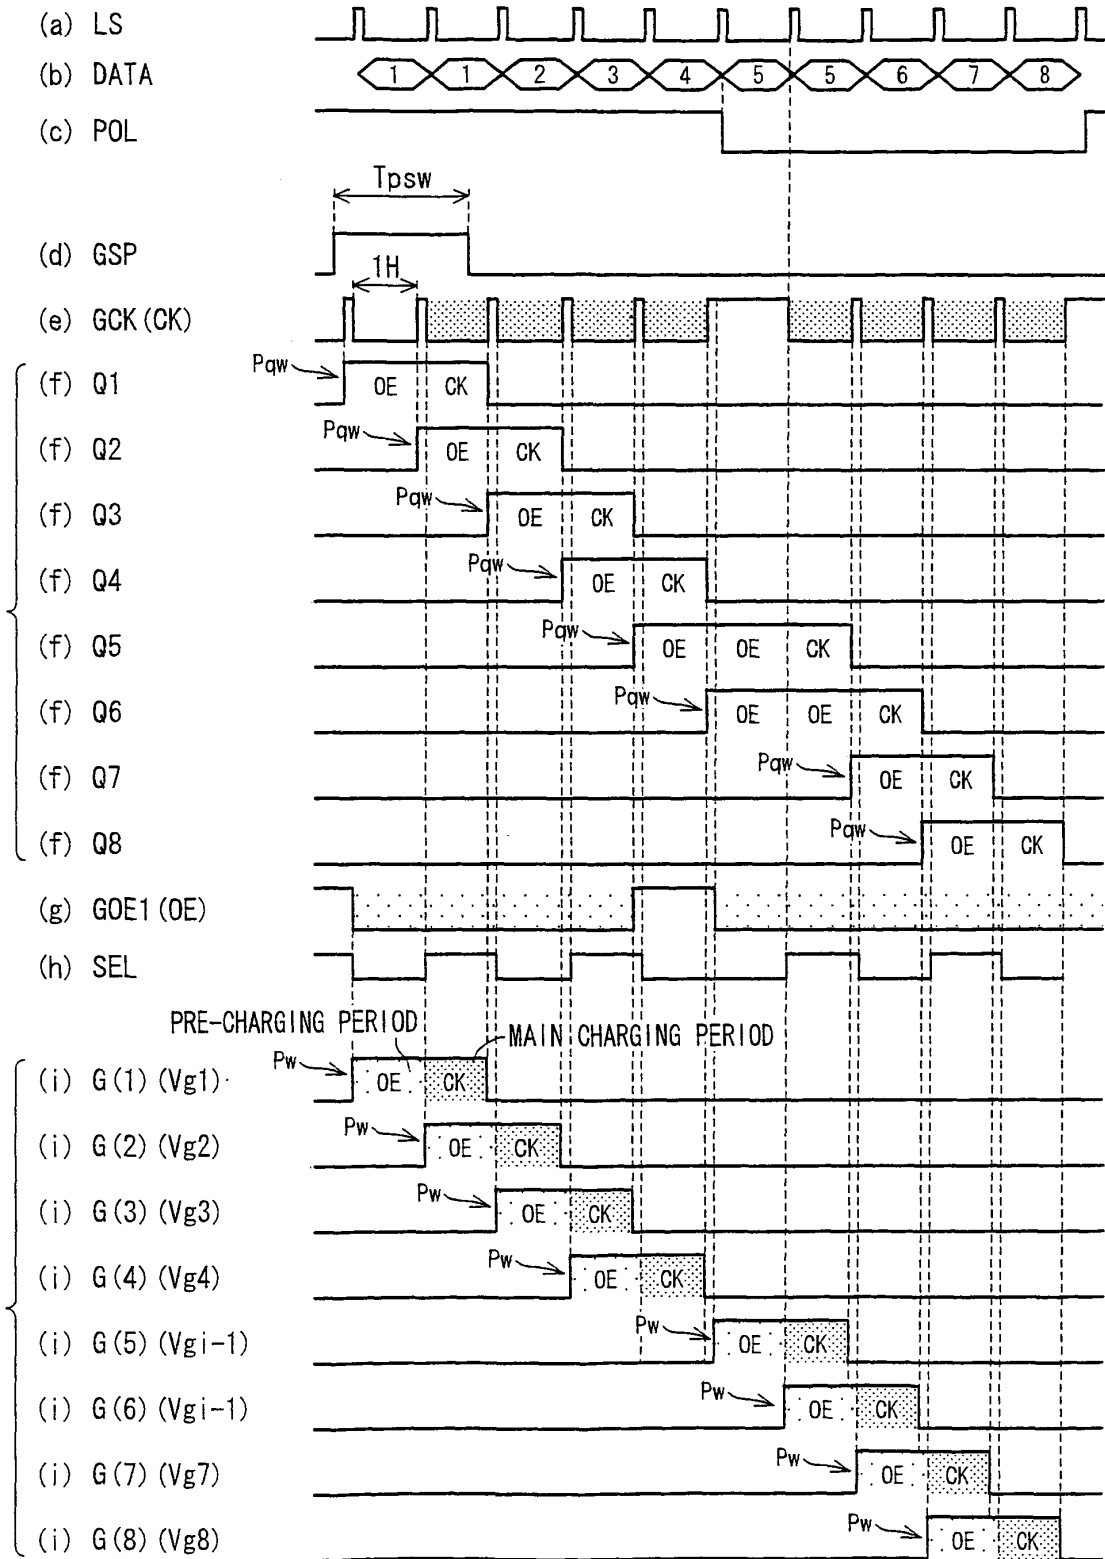 (a) LS
(b) DATA 1 1 2 3 4 5 5 6 7 8
(c) POL
Tpsw
(d) GSP
1H
(e) GCK(CK)
Pqw
(f) Q1 OE CK
Pqw
(f) Q2 OE CK
Pqw
(f) Q3 OE CK
Pqw
(f) Q4 OE CK
Pqw
(f) Q5 OE OE CK
Pqw
(f) Q6 OE OE CK
Pqw
(f) Q7 OE CK
Pqw
(f) Q8 OE CK
(g) GOE1(OE)
(h) SEL
PRE-CHARGING PERIOD
MAIN CHARGING PERIOD
Pw
(i) G(1)(Vg1) OE CK
Pw
(i) G(2)(Vg2) OE CK
Pw
(i) G(3)(Vg3) OE CK
Pw
(i) G(4)(Vg4) OE CK
Pw
(i) G(5)(Vgi-1) OE CK
Pw
(i) G(6)(Vgi-1) OE CK
Pw
(i) G(7)(Vg7) OE CK
Pw
(i) G(8)(Vg8) OE CK